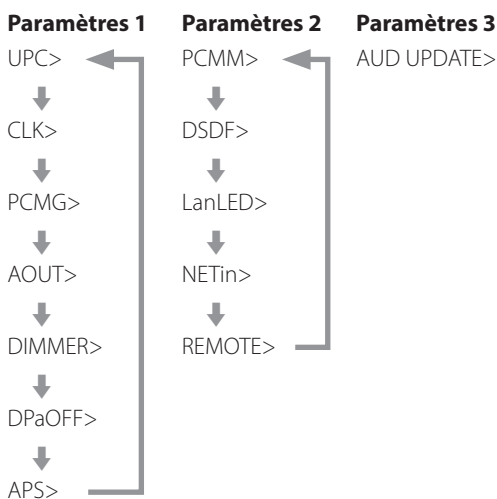 Paramètres 1
UPC>
CLK>
PCMG>
AOUT>
DIMMER>
DPaOFF>
APS>
Paramètres 2
PCMM>
DSDF>
LanLED>
NETin>
REMOTE>
Paramètres 3
AUD UPDATE>